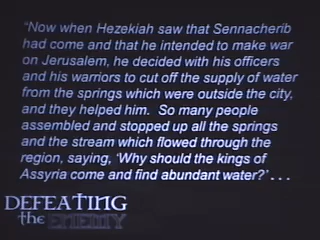 “Now when Hezekiah saw that Sennacherib
had come and that he intended to make war
on Jerusalem, he decided with his officers
and his warriors to cut off the supply of water
from the springs which were outside the city,
and they helped him.  So many people
assembled and stopped up all the springs
and the stream which flowed through the
region, saying, ‘Why should the kings of
Assyria come and find abundant water?’ . . .
DEFEATING
the ENEMY